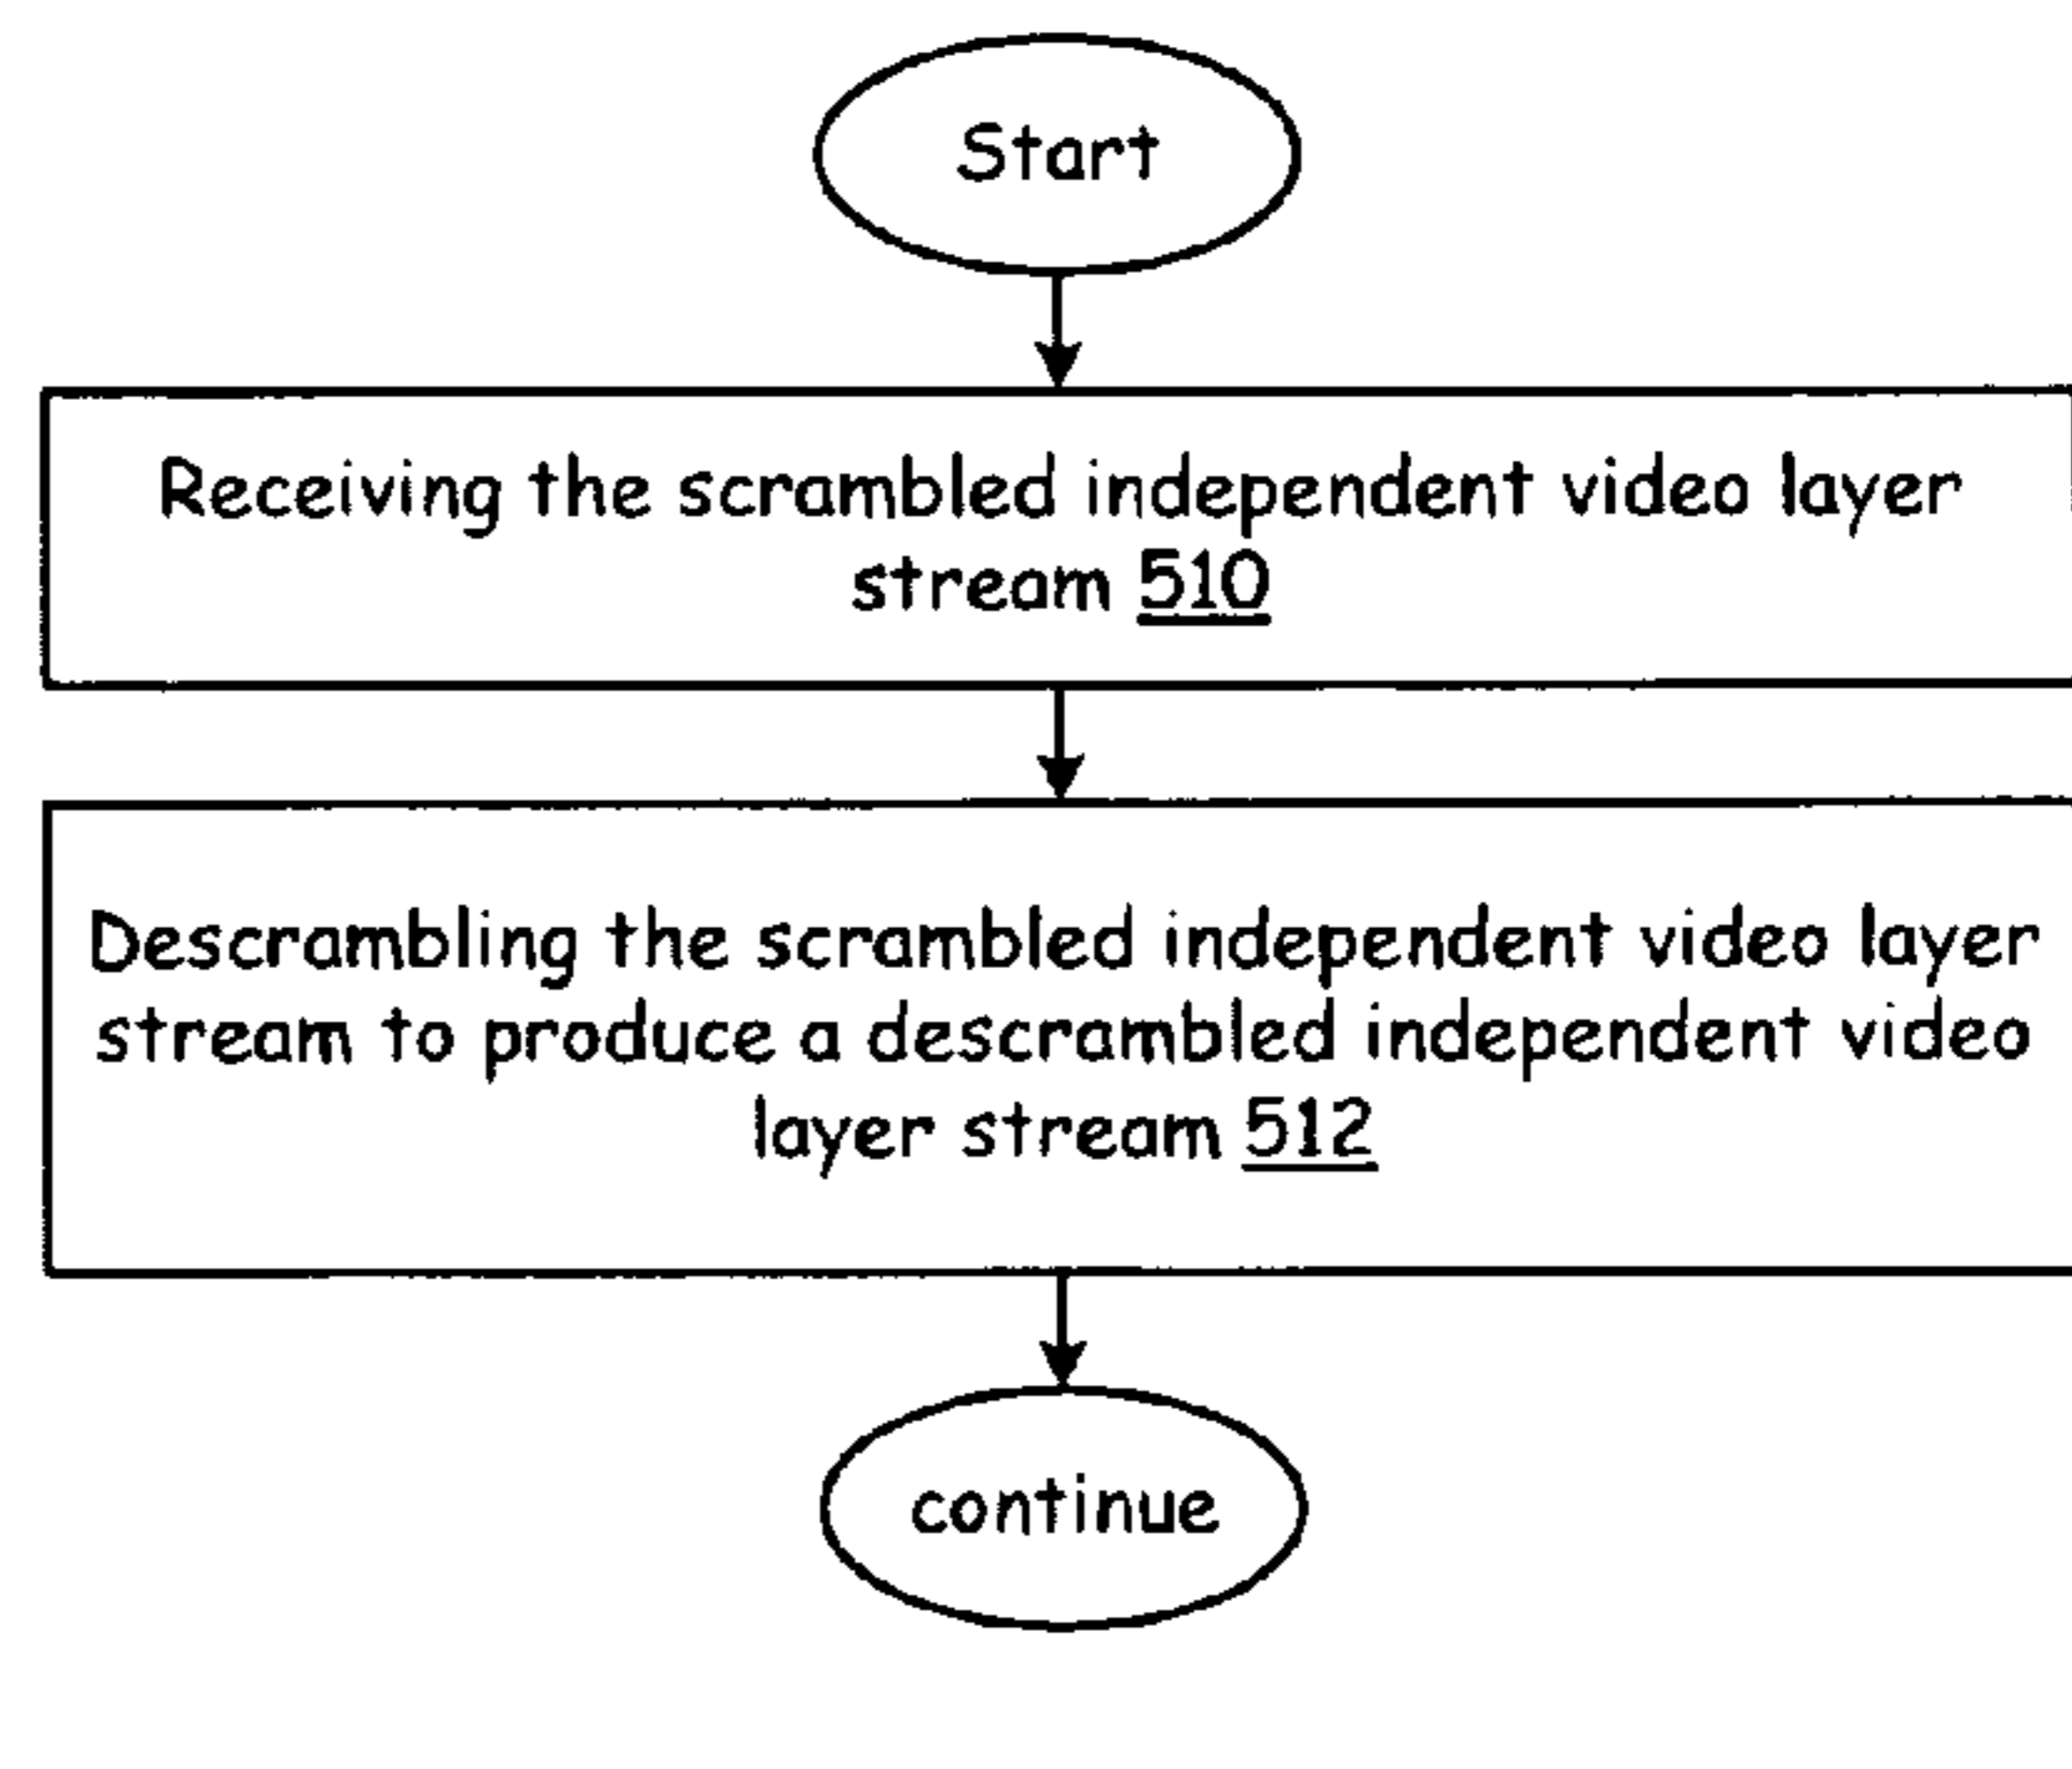 Start
Receiving the scrambled independent video layer
stream 510
Descrambling the scrambled independent video layer
stream to produce a descrambled independent video
layer stream 512
continue